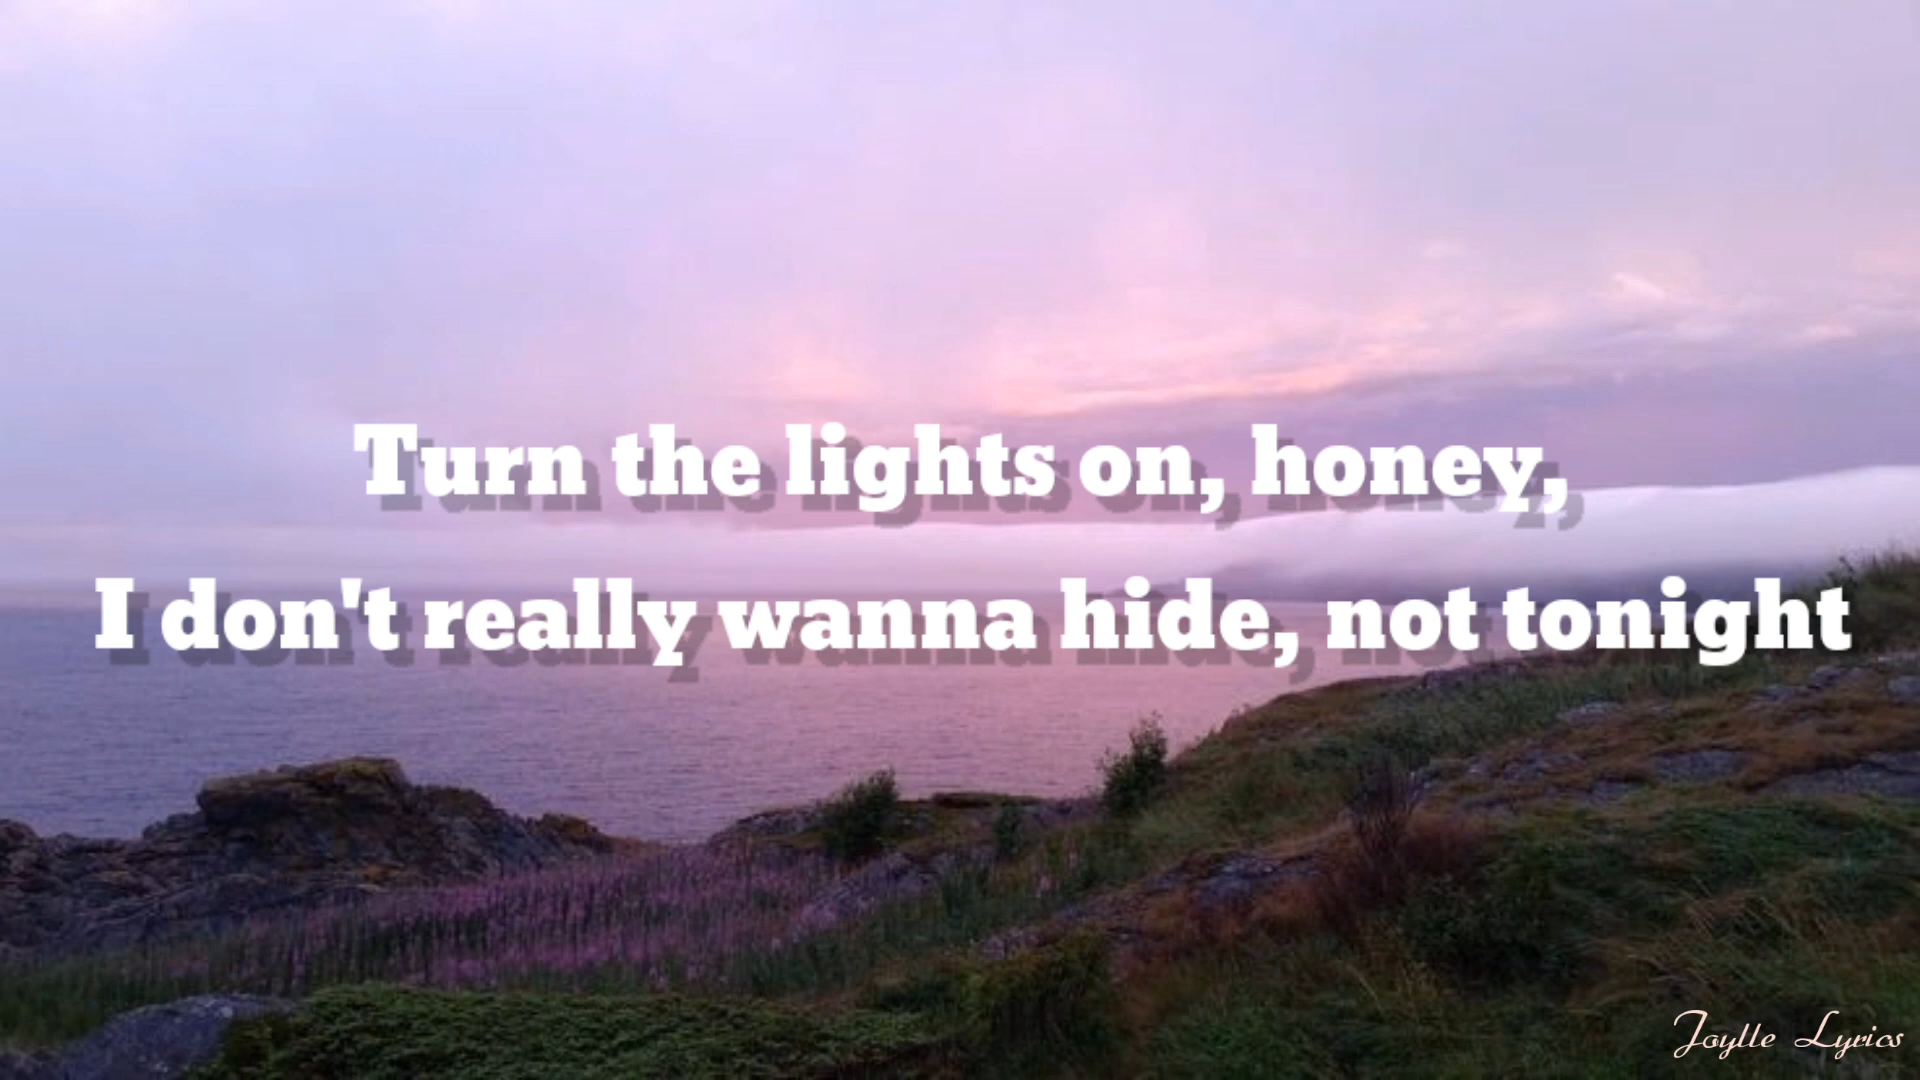 Turn the lights on, honey,
I don't really wanna hide, not tonight
Joylle Lyrics